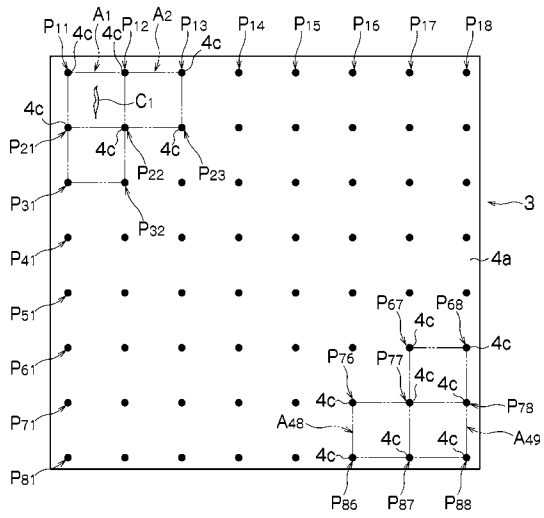 P11 A1 P12 A2 P13 P14 P15 P16 P17 P18
4c 4c 4c
C1
4c
4c 4c
P21 P22 P23
P31 P32
3
P41 4a
P51
P67 4c P68
4c
P61 P76 P77 4c
4c 4c P78
P71 A48 A49
4c 4c 4c
P81
P86 P87 P88